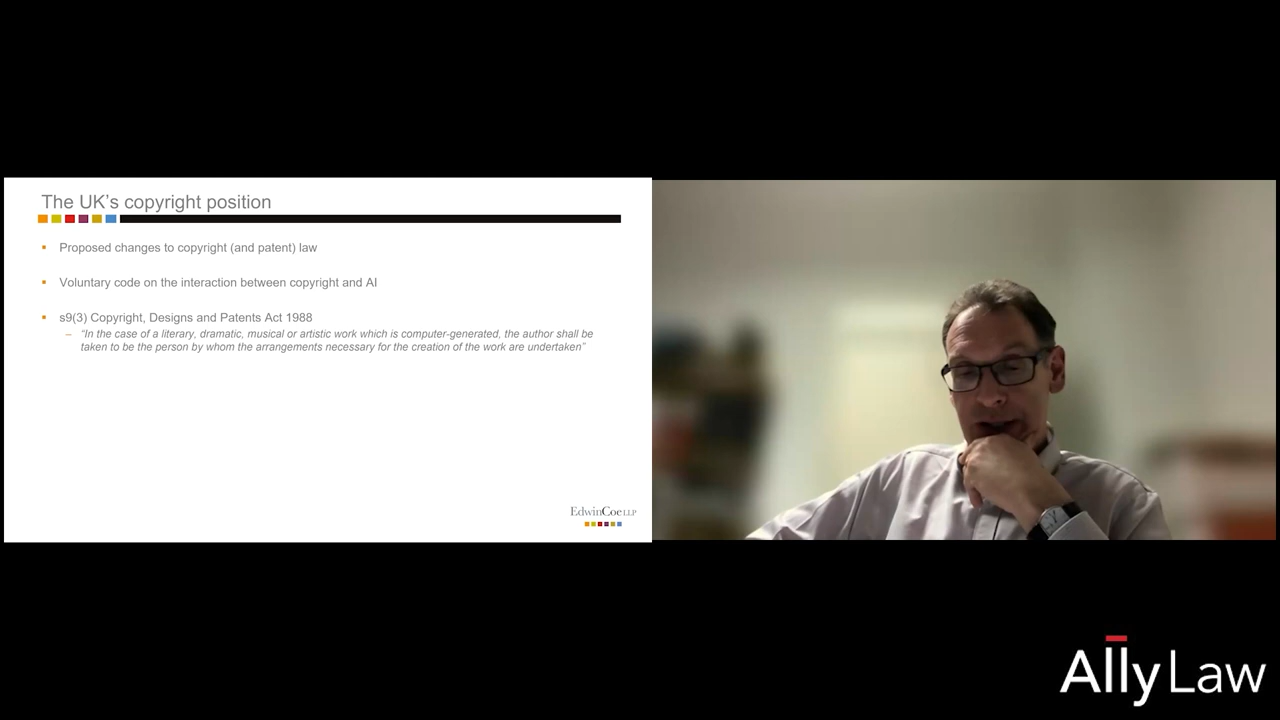 The UK’s copyright position
Proposed changes to copyright (and patent) law
Voluntary code on the interaction between copyright and AI
s9(3) Copyright, Designs and Patents Act 1988
– “In the case of a literary, dramatic, musical or artistic work which is computer-generated, the author shall be
taken to be the person by whom the arrangements necessary for the creation of the work are undertaken”
EdwinCoe LLP
Ally Law